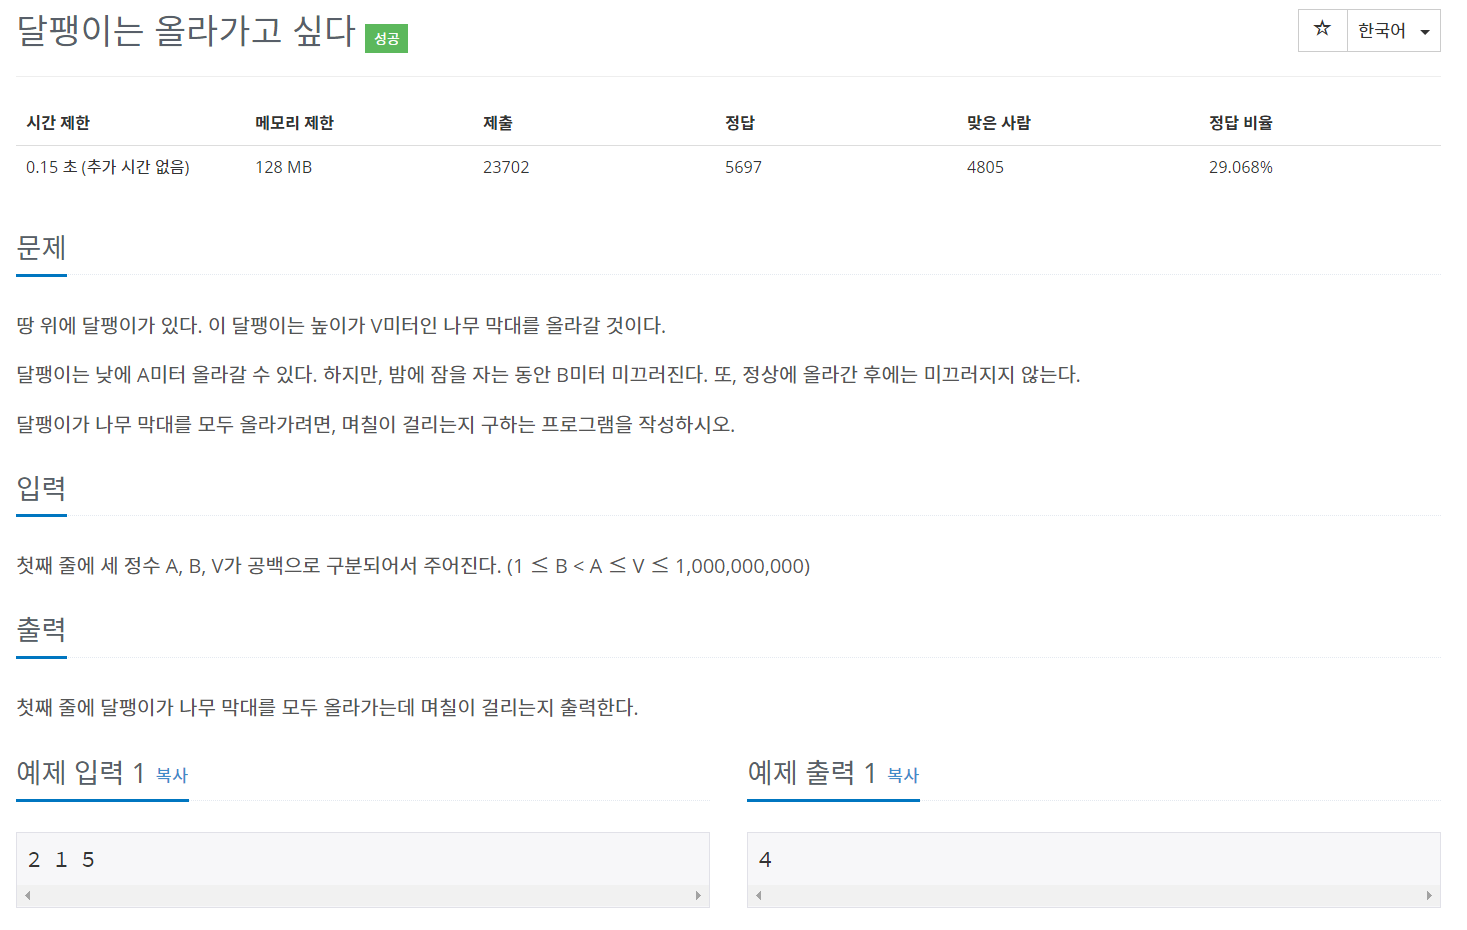 달팽이는 올라가고 싶다 성공
☆ 한국어
시간 제한 메모리 제한 제출 정답 맞은 사람 정답 비율
0.15 초 (추가 시간 없음) 128 MB 23702 5697 4805 29.068%
문제
땅 위에 달팽이가 있다. 이 달팽이는 높이가 V미터인 나무 막대를 올라갈 것이다.
달팽이는 낮에 A미터 올라갈 수 있다. 하지만, 밤에 잠을 자는 동안 B미터 미끄러진다. 또, 정상에 올라간 후에는 미끄러지지 않는다.
달팽이가 나무 막대를 모두 올라가려면, 며칠이 걸리는지 구하는 프로그램을 작성하시오.
입력
첫째 줄에 세 정수 A, B, V가 공백으로 구분되어서 주어진다. (1 ≤ B < A ≤ V ≤ 1,000,000,000)
출력
첫째 줄에 달팽이가 나무 막대를 모두 올라가는데 며칠이 걸리는지 출력한다.
예제 입력 1 복사
2 1 5
예제 출력 1 복사
4